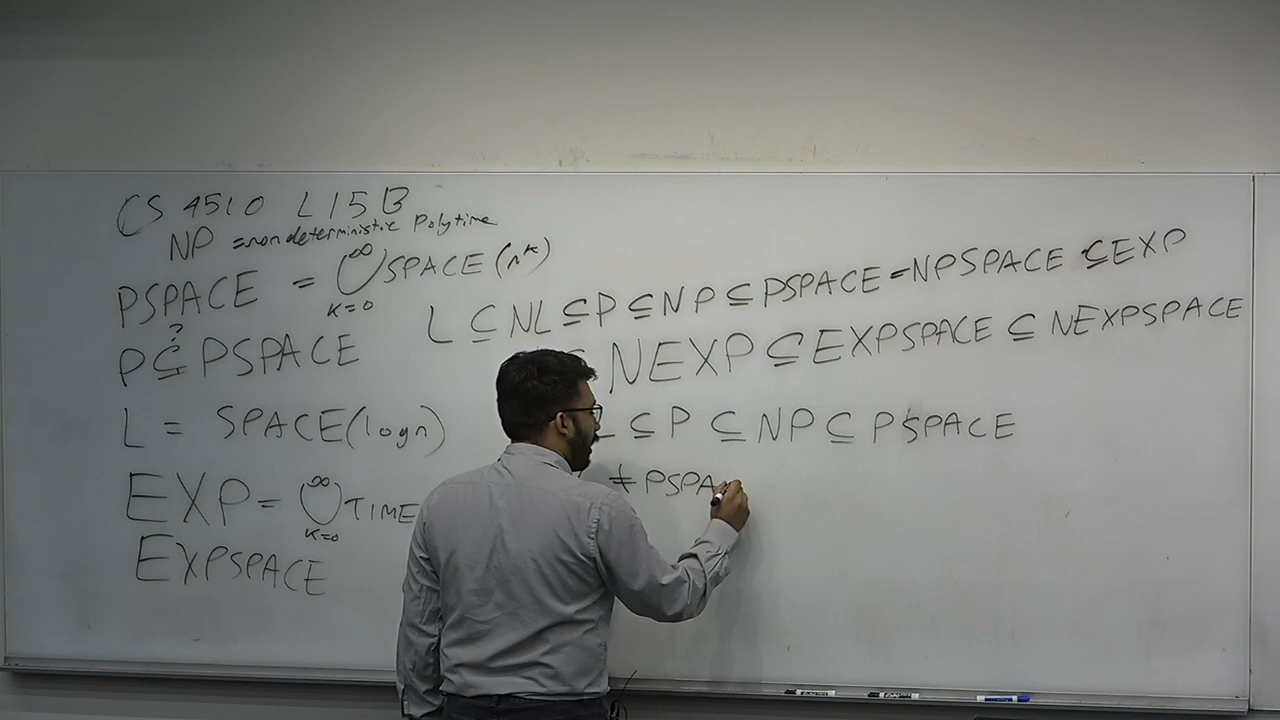 CS 4510 L15B
NP = nondeterministic Polytime
PSPACE = ∞⋃K=0 SPACE(n^k)
P ⊊? PSPACE
L = SPACE(logn)
EXP = ∞⋃K=0 TIME
EXPSPACE
L ⊆ NL ⊆ P ⊆ NP ⊆ PSPACE = NPSPACE ⊆ EXP
NEXP ⊆ EXPSPACE ⊆ NEXPSPACE
⊆ P ⊆ NP ⊆ PSPACE
≠ PSPA